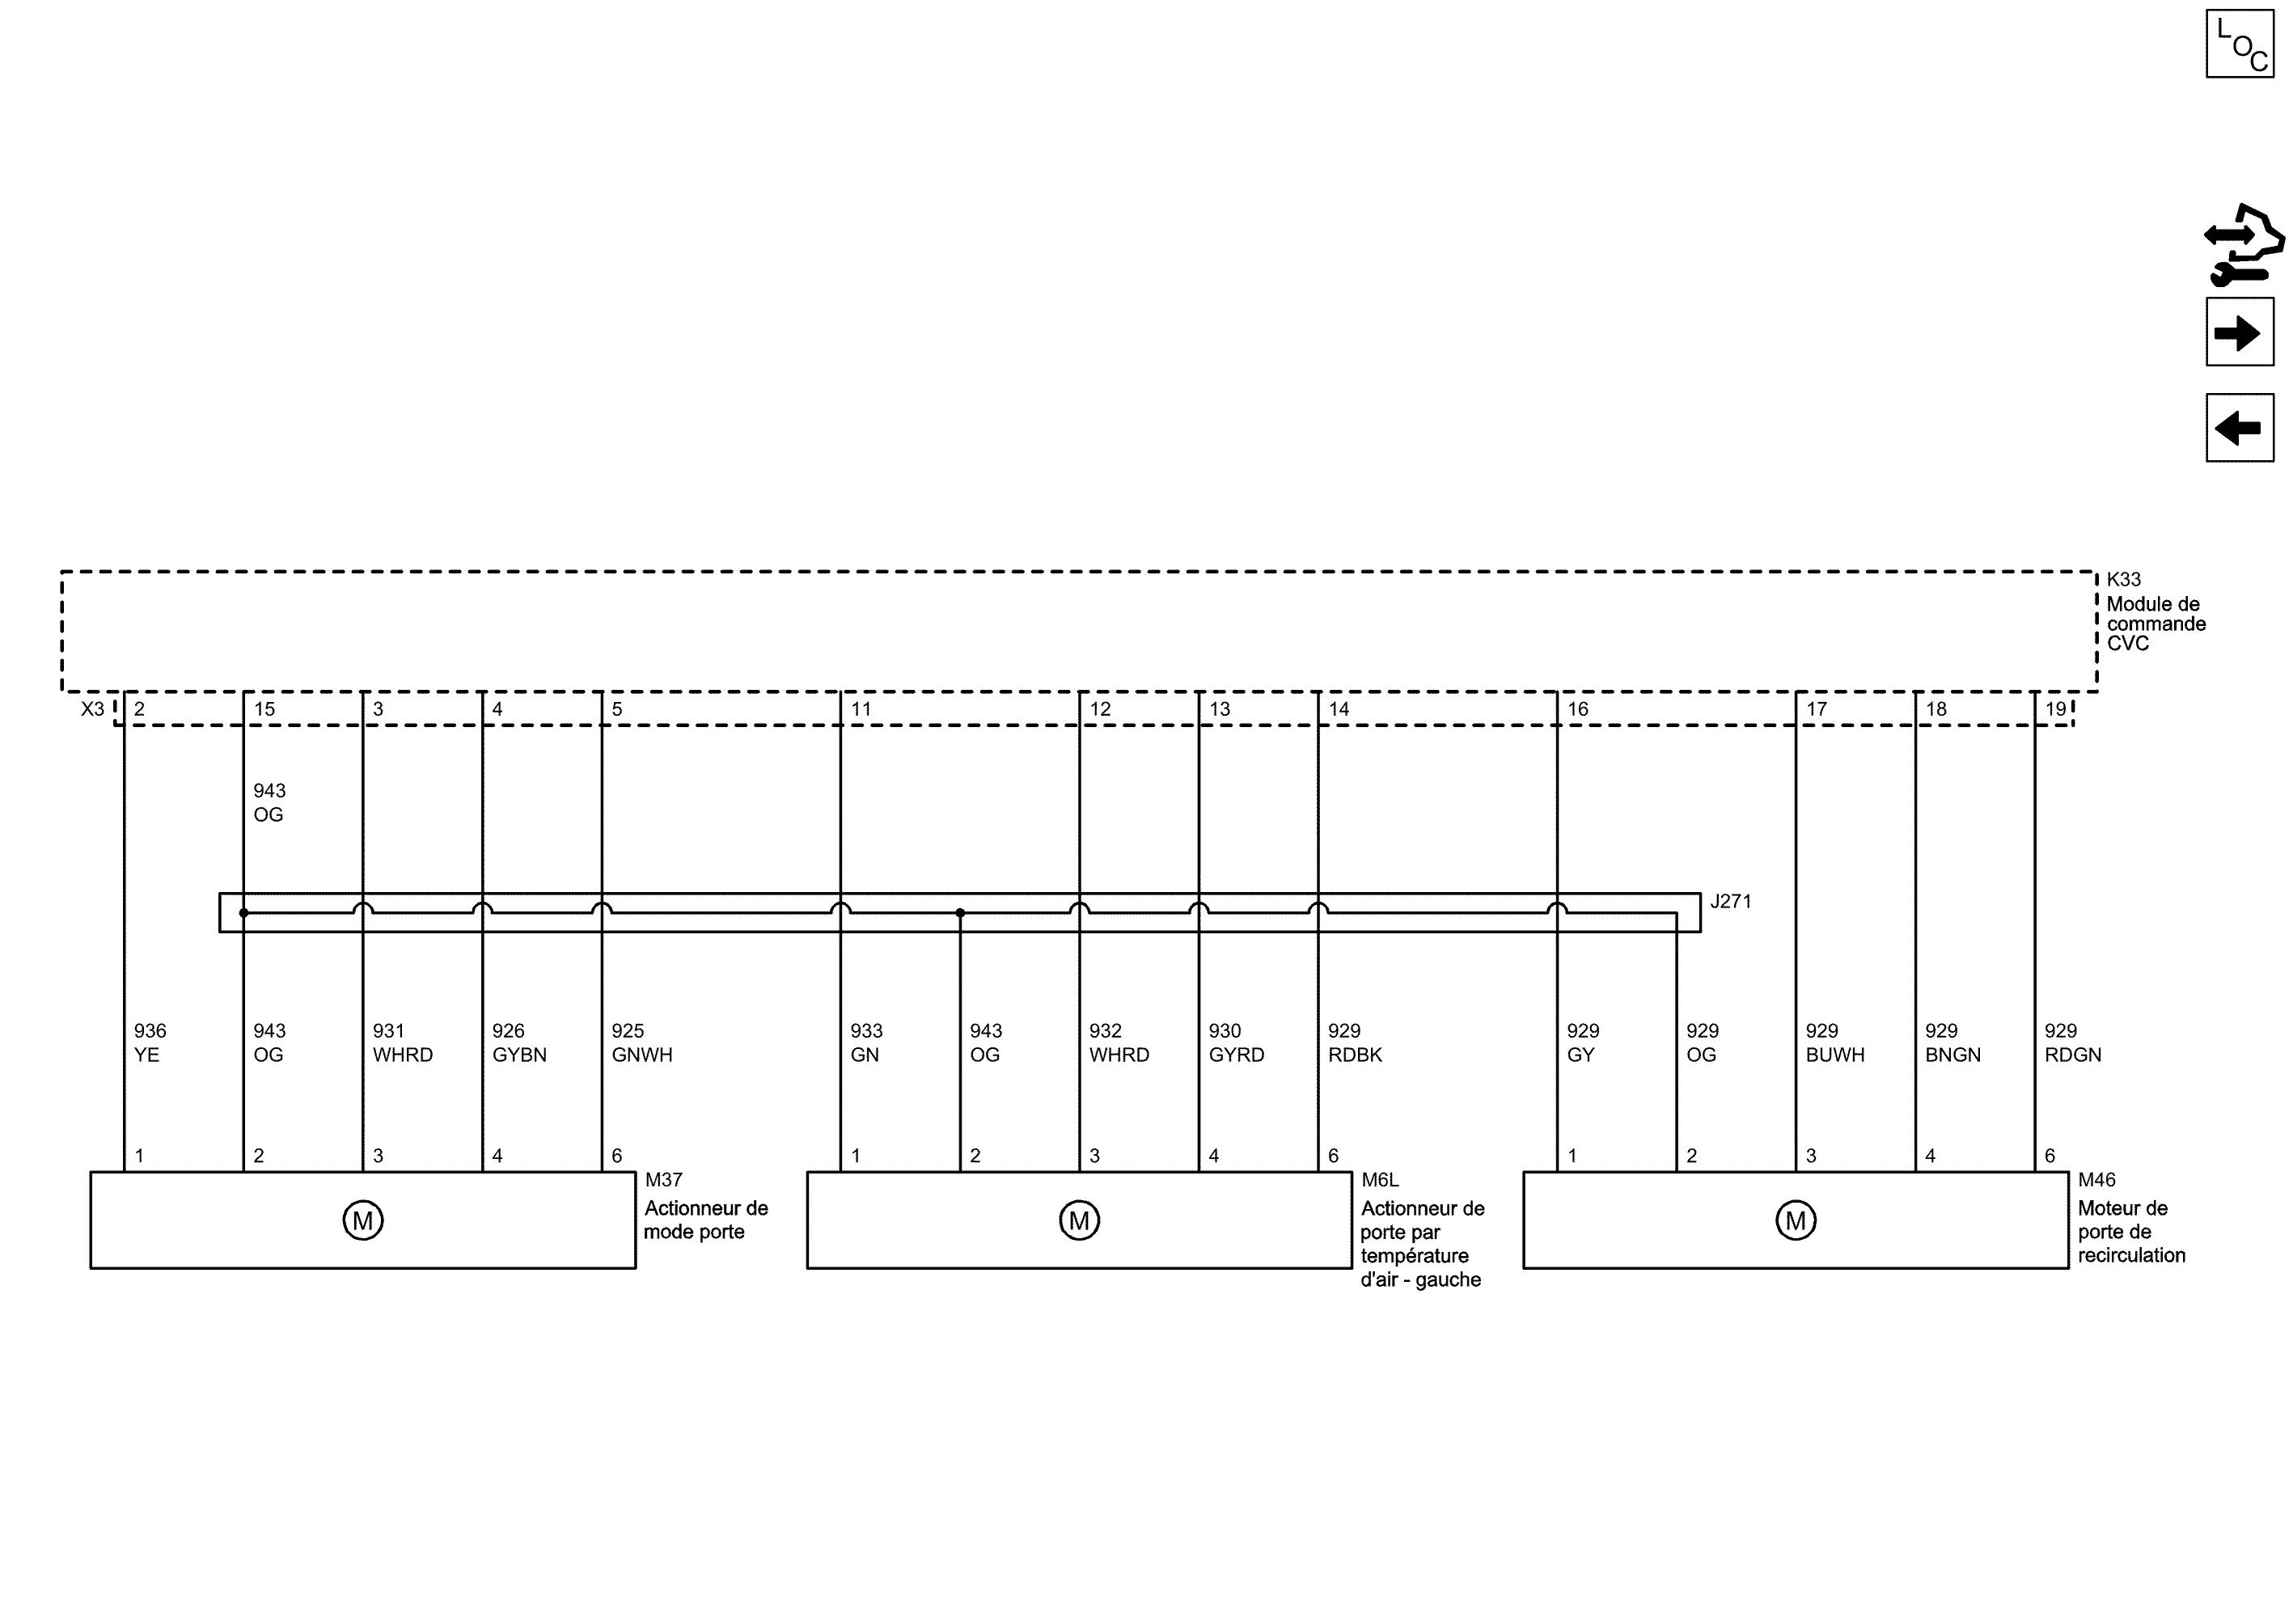 L
O
C
K33
Module de
commande
CVC
X3 2 15 3 4 5 11 12 13 14 16 17 18 19
943
OG
J271
936 943 931 926 925 933 943 932 930 929 929 929 929 929 929
YE OG WHRD GYBN GNWH GN OG WHRD GYRD RDBK GY OG BUWH BNGN RDGN
1 2 3 4 6 1 2 3 4 6 1 2 3 4 6
M
M37
Actionneur de
mode porte
M
M6L
Actionneur de
porte par
température
d'air - gauche
M
M46
Moteur de
porte de
recirculation